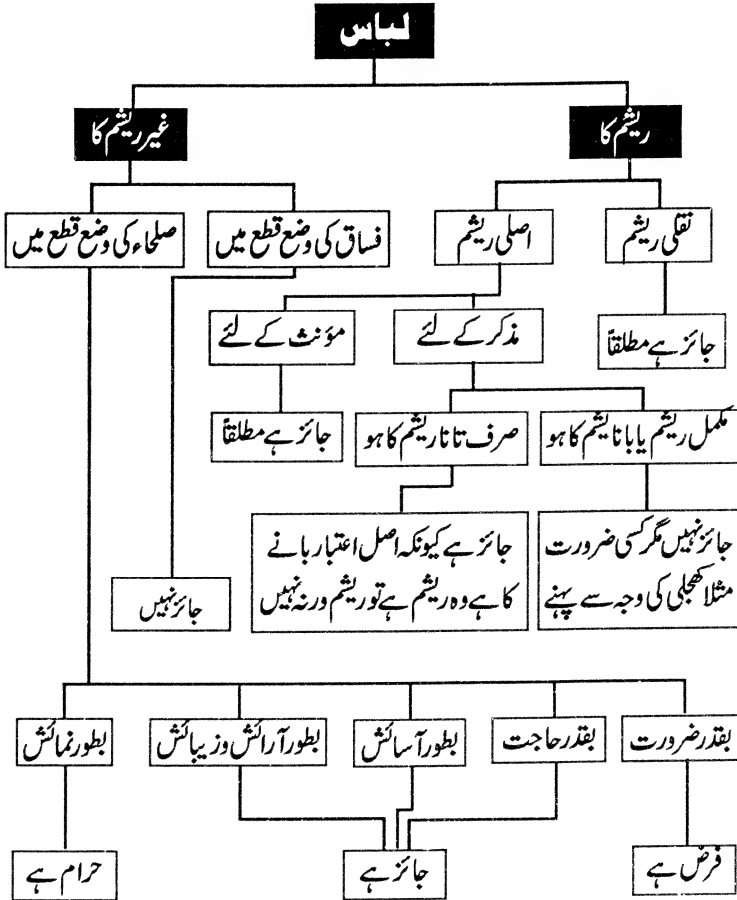 لباس
ریشم کا
غیر ریشم کا
نقلی ریشم
اصلی ریشم
فساق کی وضع قطع میں
صلحاء کی وضع قطع میں
جائز ہے مطلقاً
مذکر کے لئے
مؤنث کے لئے
مکمل ریشم یا بانا یشم کا ہو
صرف تانا ریشم کا ہو
جائز ہے مطلقاً
جائز نہیں مگر کسی ضرورت
مثلا کھجلی کی وجہ سے پہنے
جائز ہے کیونکہ اصل اعتبار بانے
کا ہے وہ ریشم ہے تو ریشم ورنہ نہیں
جائز نہیں
بقدر ضرورت
بقدر حاجت
بطور آسائش
بطور آرائش و زیبائش
بطور نمائش
فرض ہے
جائز ہے
حرام ہے